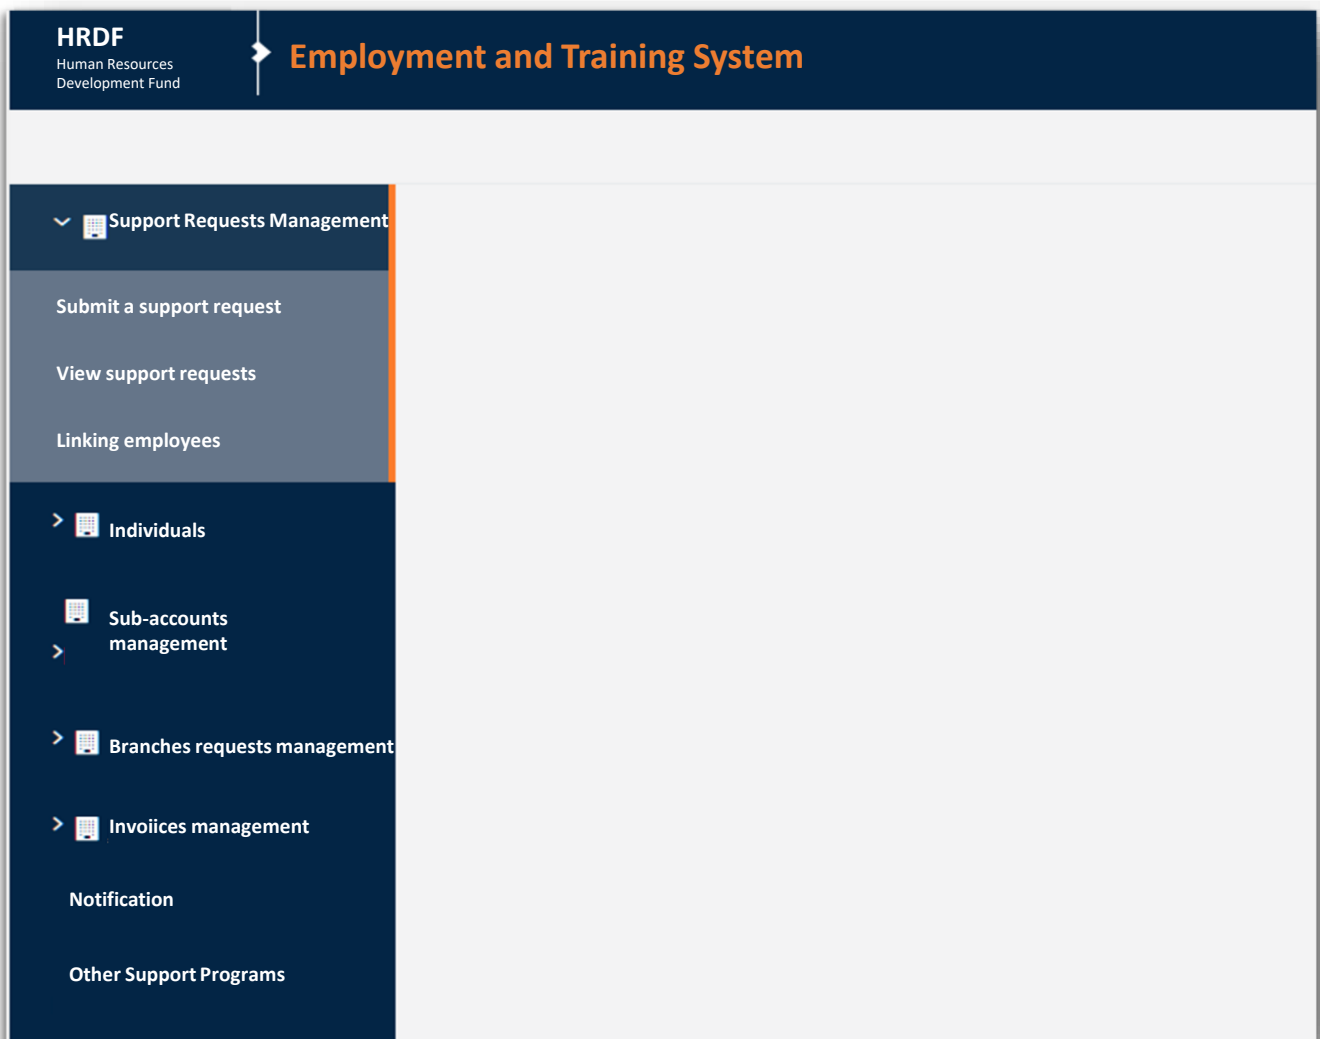 HRDF
Human Resources
Development Fund
Employment and Training System
Support Requests Management
Submit a support request
View support requests
Linking employees
Individuals
Sub-accounts
management
Branches requests management
Invoiices management
Notification
Other Support Programs